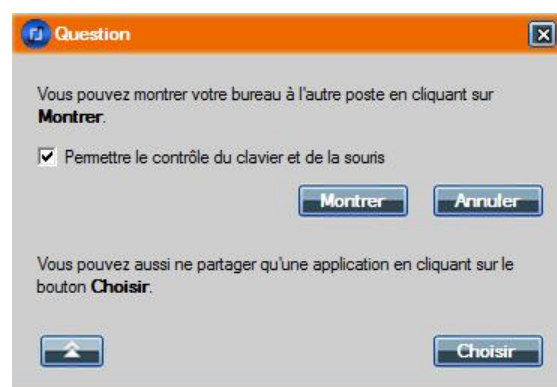 Question
Vous pouvez montrer votre bureau à l'autre poste en cliquant sur
Montrer.
Permettre le contrôle du clavier et de la souris
Montrer Annuler
Vous pouvez aussi ne partager qu'une application en cliquant sur le
bouton Choisir.
Choisir